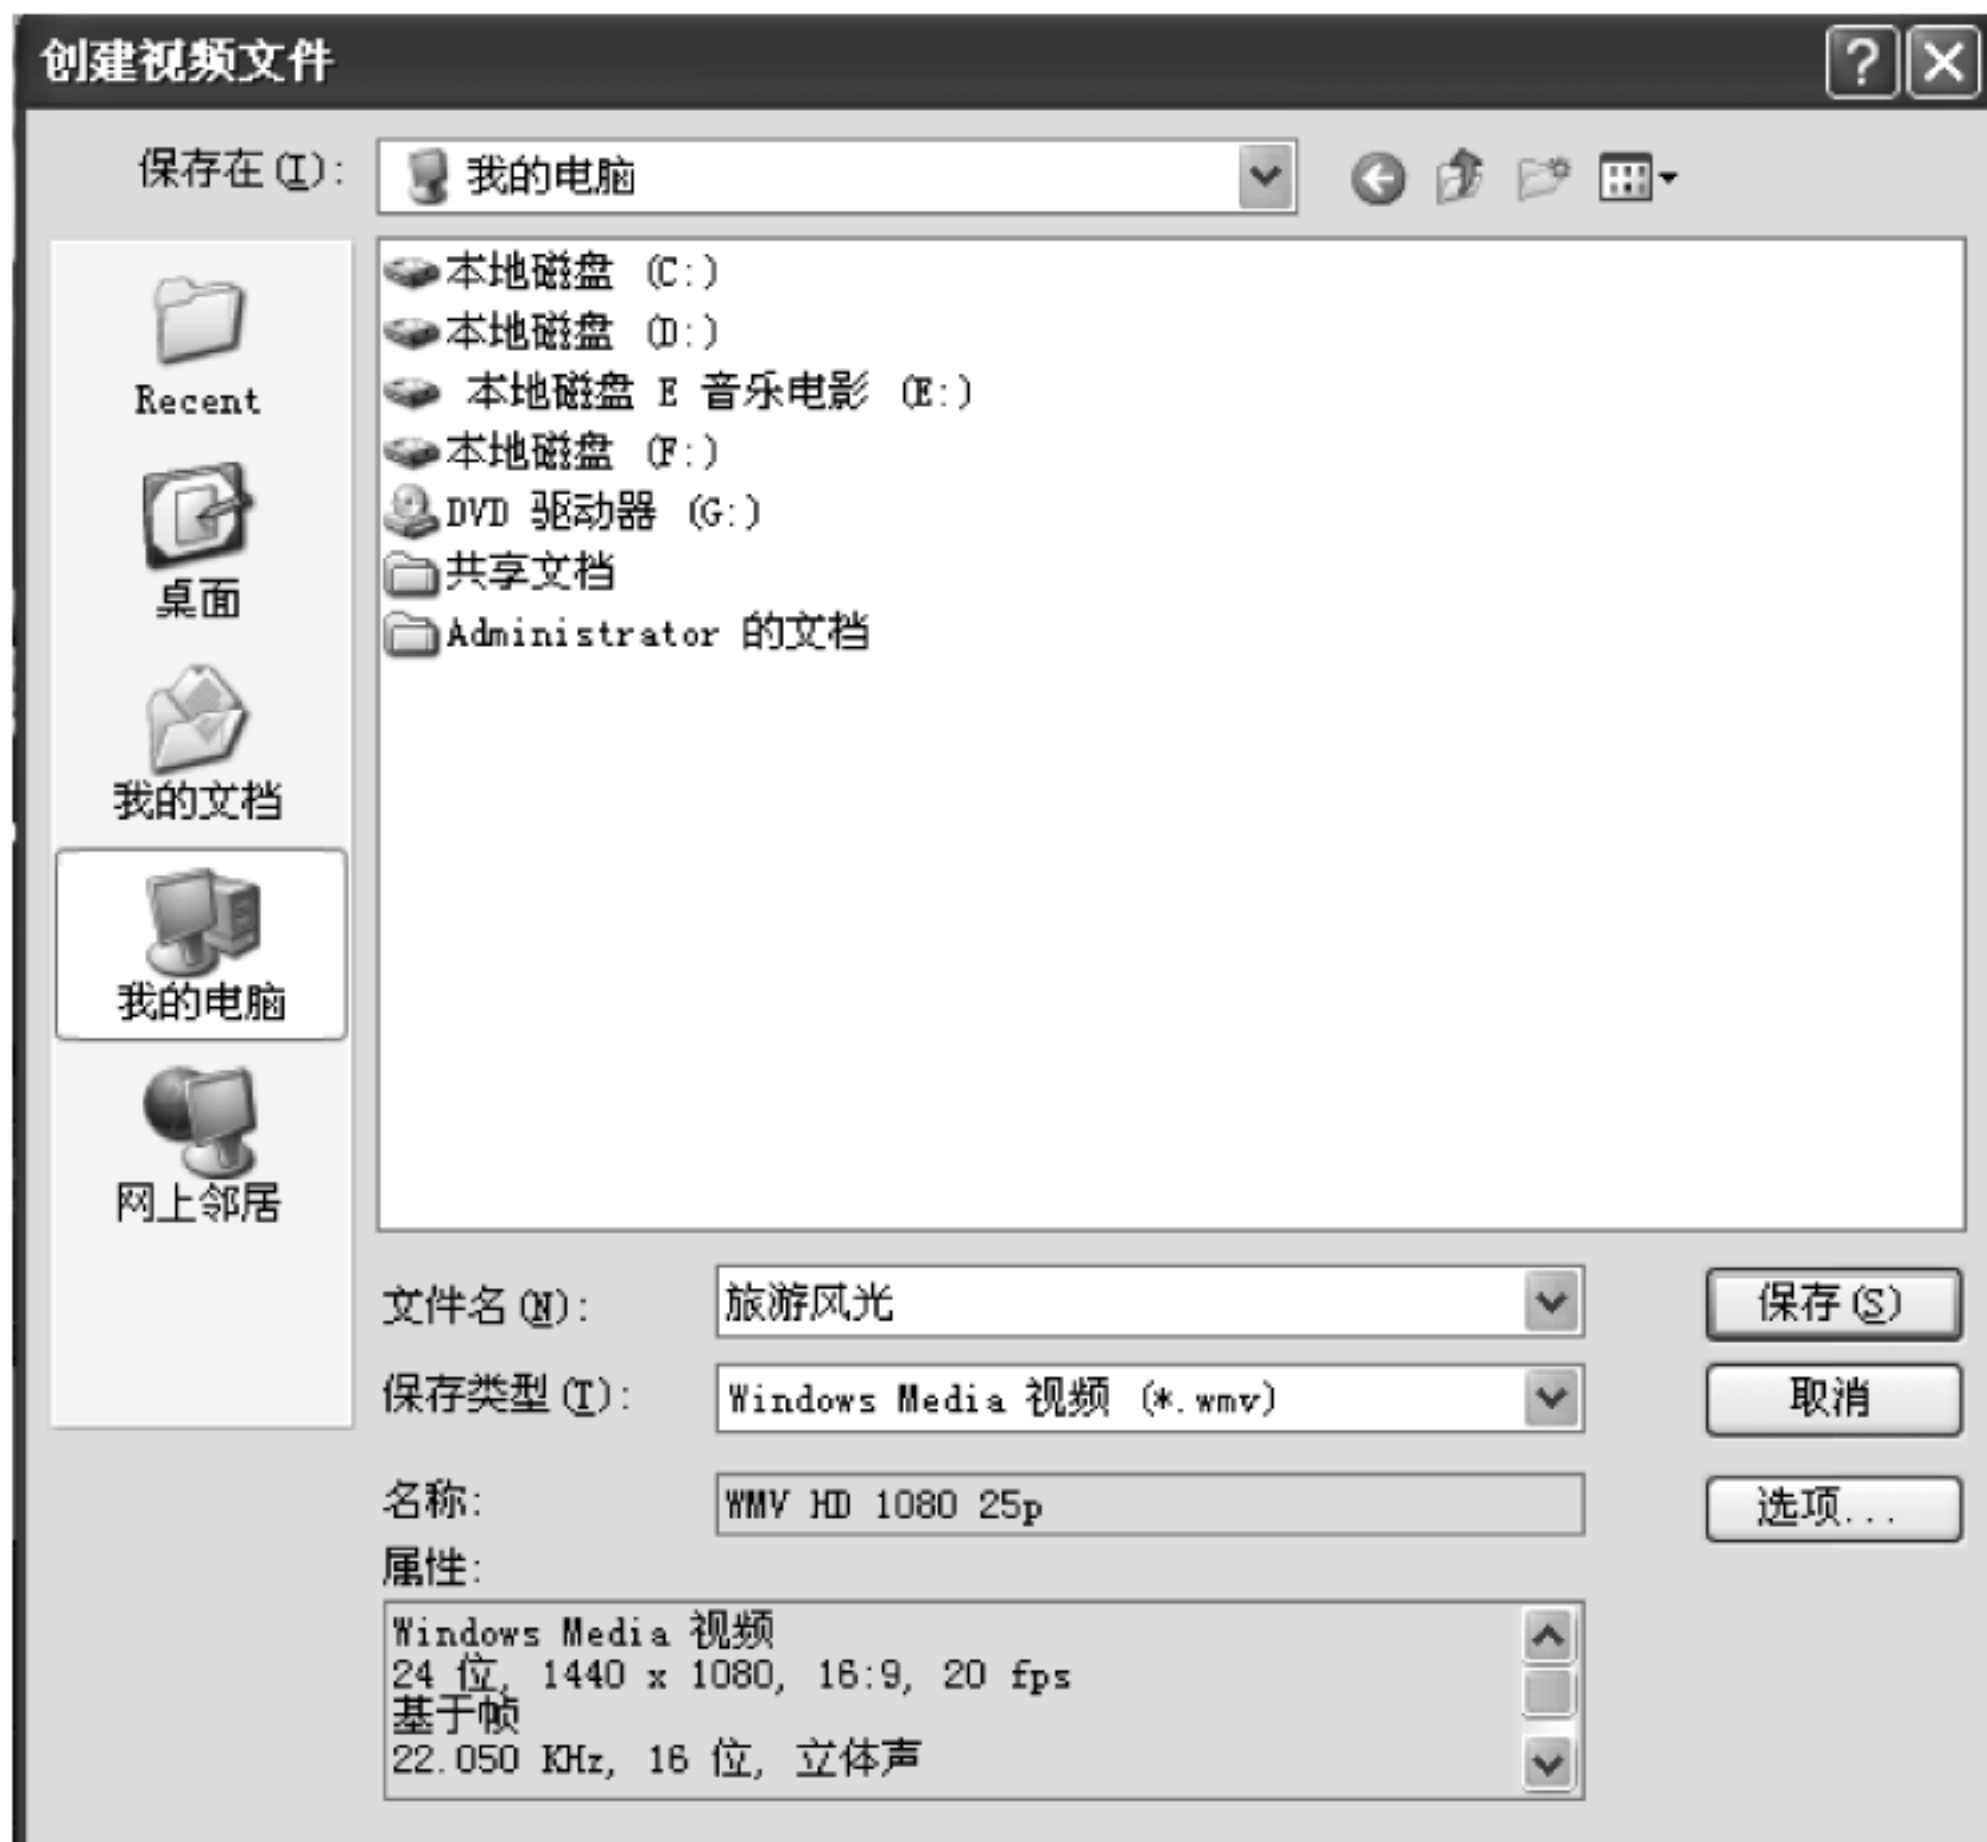 创建视频文件
保存在(I):
我的电脑
本地磁盘 (C:)
本地磁盘 (D:)
本地磁盘 E 音乐电影 (E:)
本地磁盘 (F:)
DVD 驱动器 (G:)
共享文档
Administrator 的文档
Recent
桌面
我的文档
我的电脑
网上邻居
文件名(N):
旅游风光
保存(S)
保存类型(T):
Windows Media 视频 (*.wmv)
取消
名称:
WMV HD 1080 25p
选项...
属性:
Windows Media 视频
24 位, 1440 x 1080, 16:9, 20 fps
基于帧
22.050 KHz, 16 位, 立体声